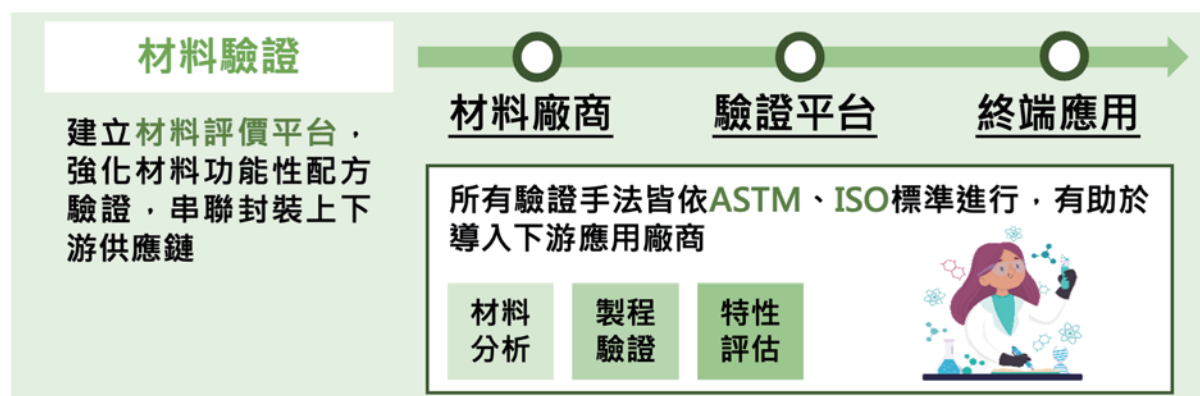 材料驗證
建立材料評價平台，
強化材料功能性配方
驗證，串聯封裝上下
游供應鏈
材料廠商
驗證平台
終端應用
所有驗證手法皆依ASTM、ISO標準進行，有助於
導入下游應用廠商
材料
分析
製程
驗證
特性
評估